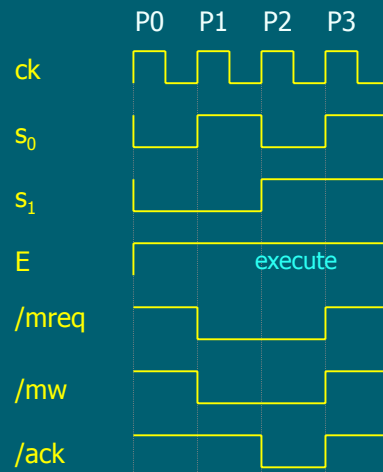 P0 P1 P2 P3
ck
s₀
s₁
E execute
/mreq
/mw
/ack